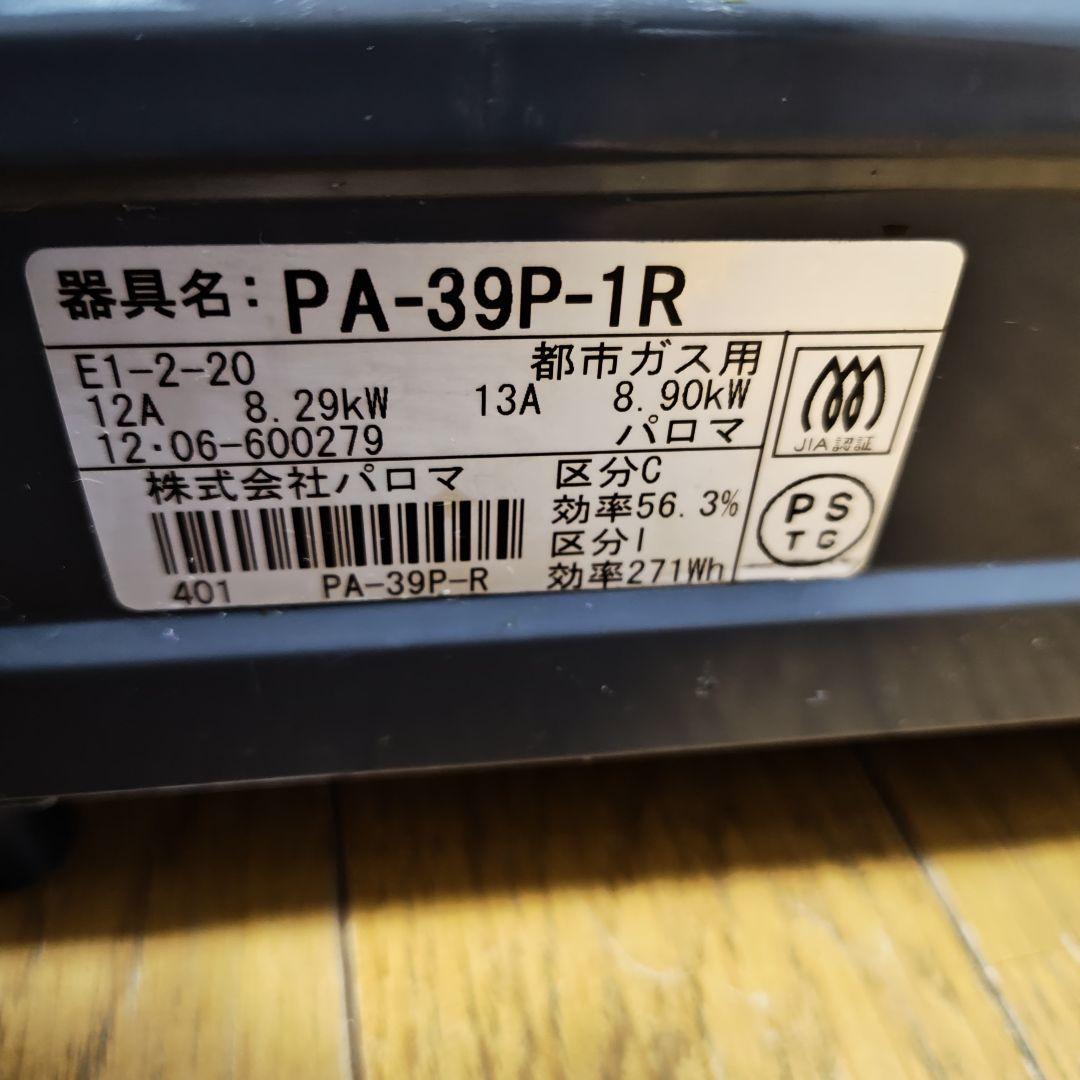 器具名: PA-39P-1R
E1-2-20 都市ガス用
12A 8.29kW 13A 8.90kW
12・06-600279 パロマ
株式会社パロマ
401 PA-39P-R
区分C
効率56.3%
区分I
効率271Wh
JIA認証
PS
TG